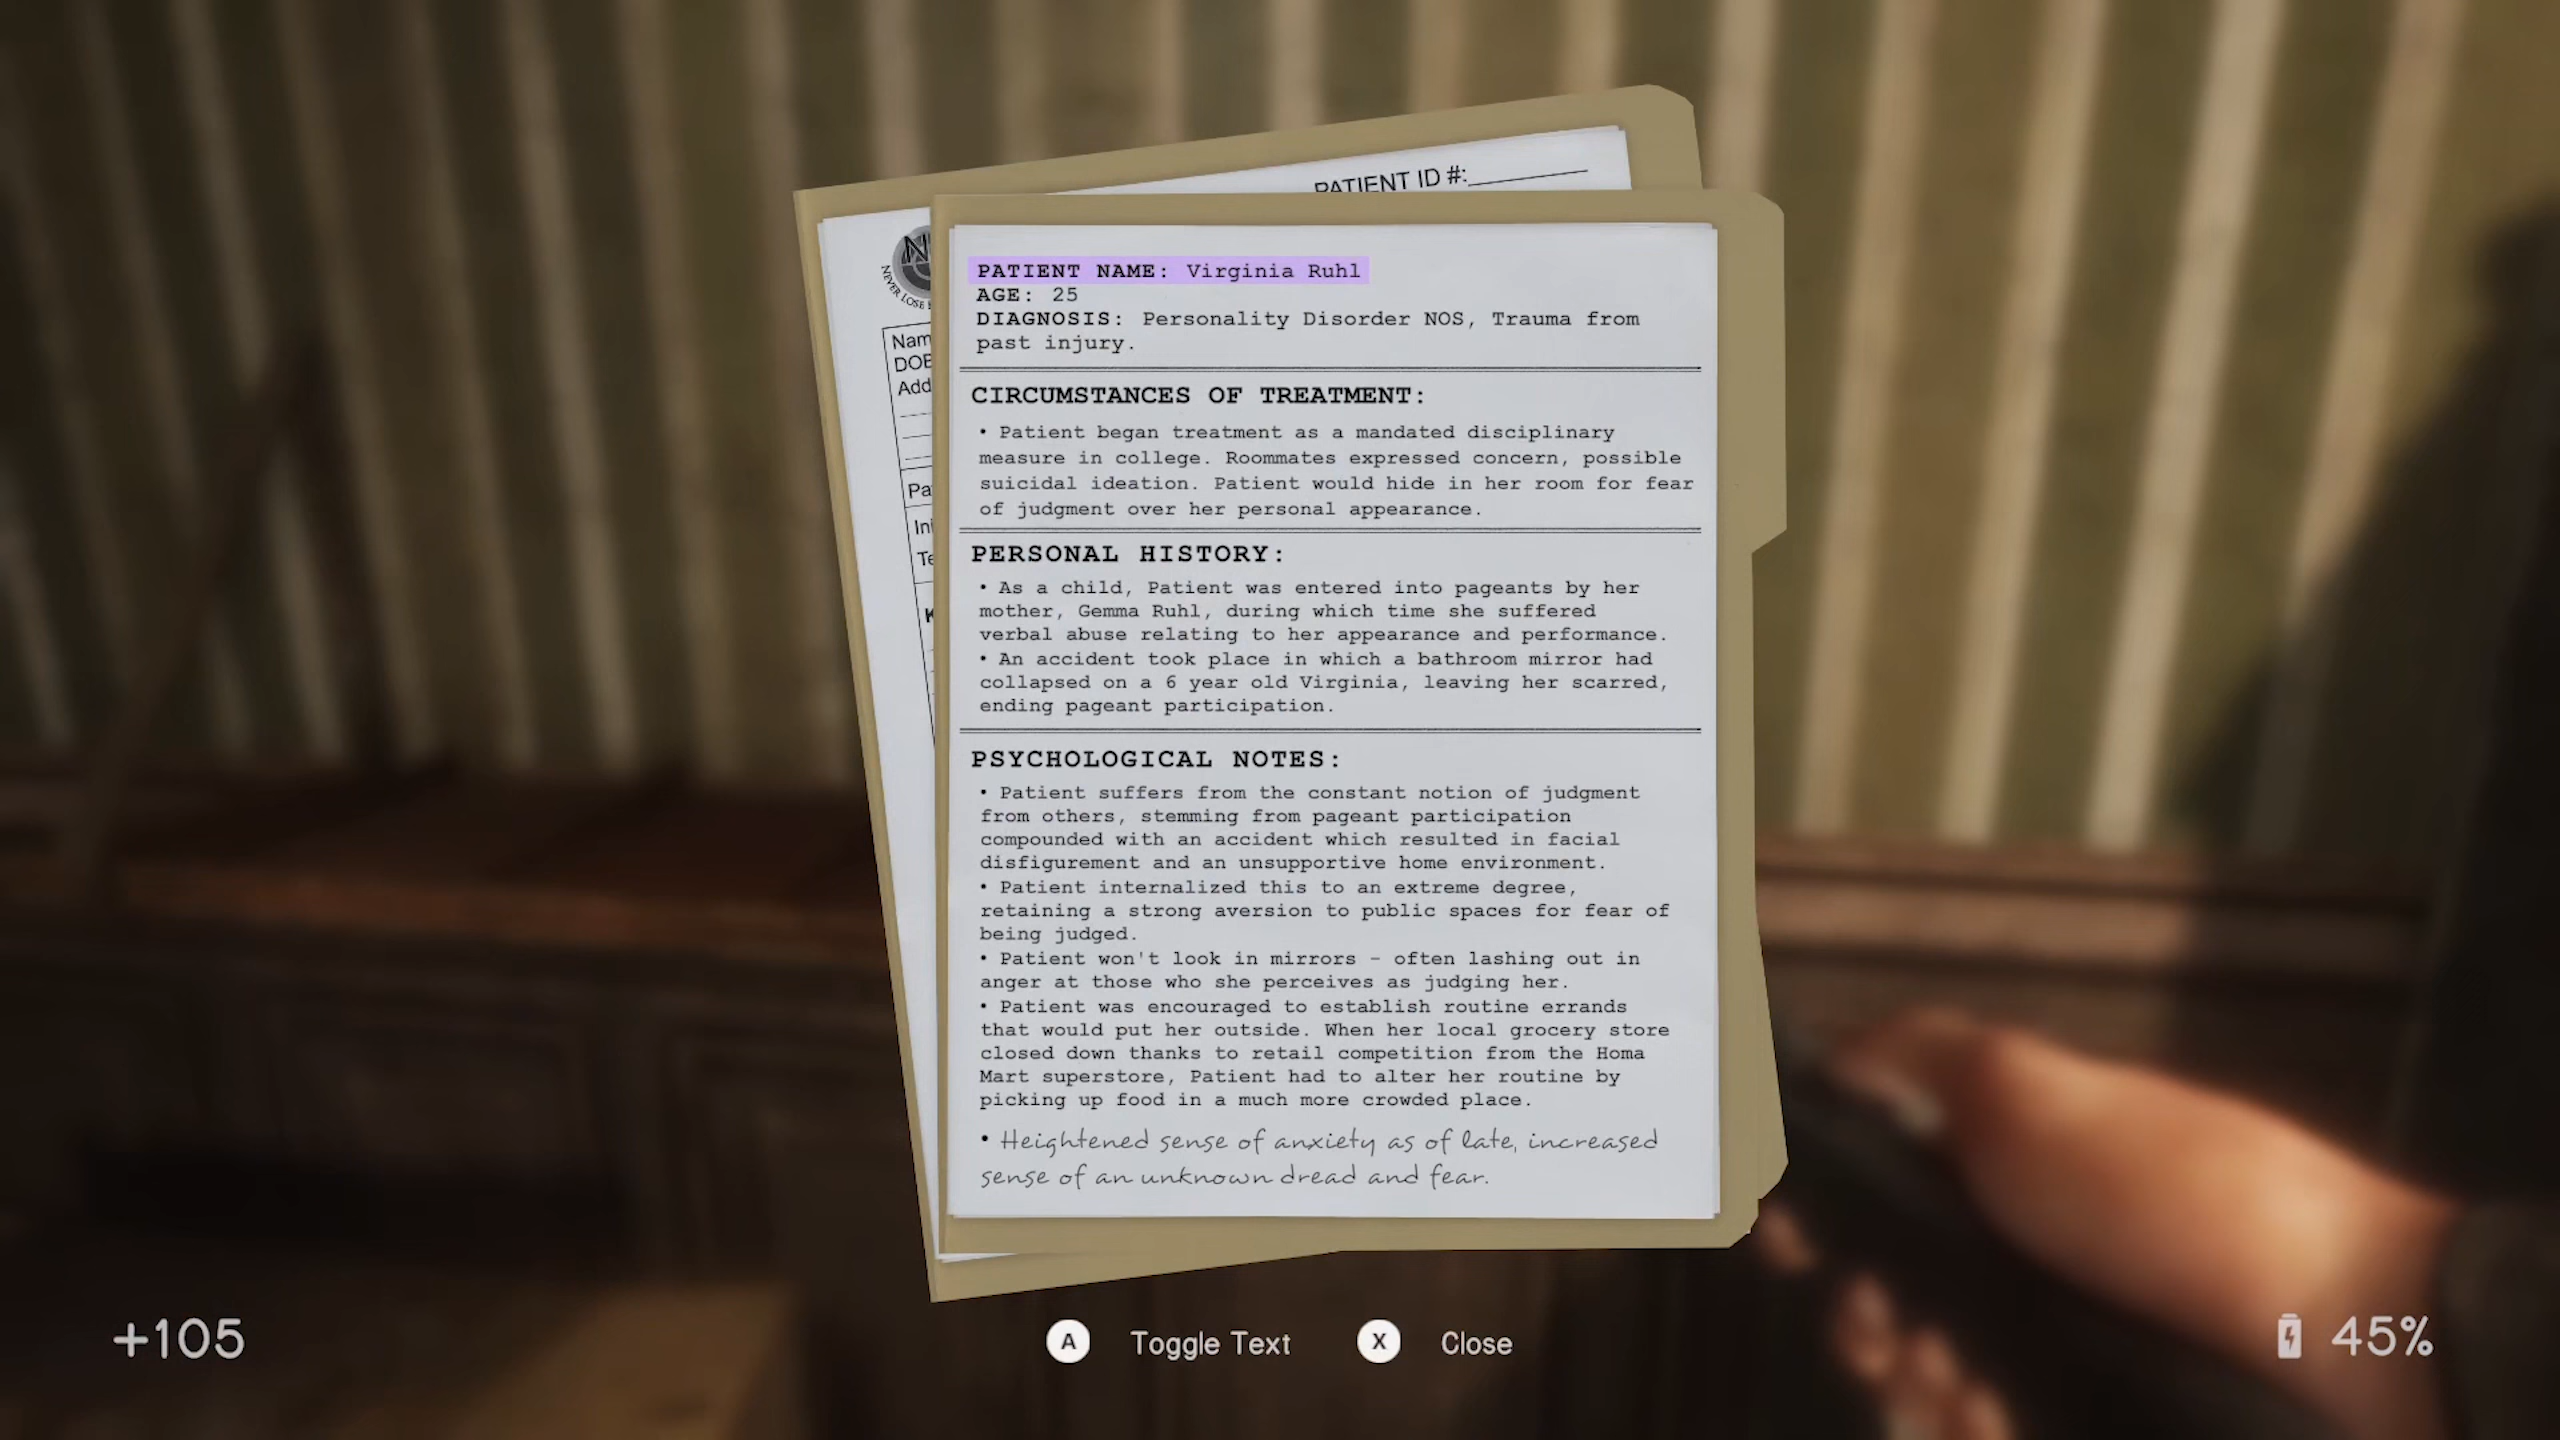 PATIENT ID #:
NEVER LOSE
Nam
DOB
Add
Pa
Ini
Te
PATIENT NAME: Virginia Ruhl
AGE: 25
DIAGNOSIS: Personality Disorder NOS, Trauma from
past injury.
CIRCUMSTANCES OF TREATMENT:
• Patient began treatment as a mandated disciplinary
measure in college. Roommates expressed concern, possible
suicidal ideation. Patient would hide in her room for fear
of judgment over her personal appearance.
PERSONAL HISTORY:
• As a child, Patient was entered into pageants by her
mother, Gemma Ruhl, during which time she suffered
verbal abuse relating to her appearance and performance.
• An accident took place in which a bathroom mirror had
collapsed on a 6 year old Virginia, leaving her scarred,
ending pageant participation.
PSYCHOLOGICAL NOTES:
• Patient suffers from the constant notion of judgment
from others, stemming from pageant participation
compounded with an accident which resulted in facial
disfigurement and an unsupportive home environment.
• Patient internalized this to an extreme degree,
retaining a strong aversion to public spaces for fear of
being judged.
• Patient won't look in mirrors - often lashing out in
anger at those who she perceives as judging her.
• Patient was encouraged to establish routine errands
that would put her outside. When her local grocery store
closed down thanks to retail competition from the Homa
Mart superstore, Patient had to alter her routine by
picking up food in a much more crowded place.
• Heightened sense of anxiety as of late, increased
sense of an unknown dread and fear.
+105
A Toggle Text X Close
45%